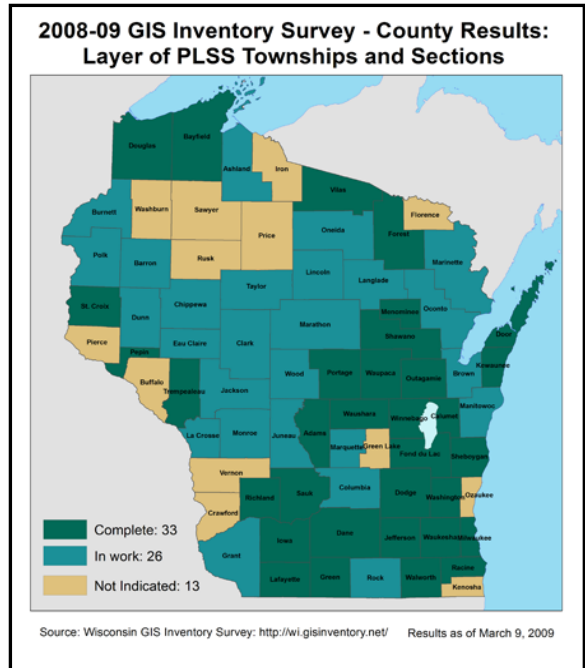 2008-09 GIS Inventory Survey - County Results:
Layer of PLSS Townships and Sections
Douglas
Bayfield
Ashland
Iron
Vilas
Florence
Burnett
Washburn
Sawyer
Price
Oneida
Forest
Marinette
Polk
Barron
Rusk
Lincoln
Langlade
Taylor
Oconto
St. Croix
Dunn
Chippewa
Menominee
Marathon
Shawano
Door
Pierce
Pepin
Eau Claire
Clark
Buffalo
Trempealeau
Jackson
Wood
Portage
Waupaca
Outagamie
Brown
Kewaunee
Waushara
Winnebago
Calumet
Manitowoc
La Crosse
Monroe
Juneau
Adams
Marquette
Green Lake
Fond du Lac
Sheboygan
Vernon
Crawford
Richland
Sauk
Columbia
Dodge
Washington
Ozaukee
Grant
Iowa
Dane
Jefferson
Waukesha
Milwaukee
Lafayette
Green
Rock
Walworth
Racine
Kenosha
Complete: 33
In work: 26
Not Indicated: 13
Source: Wisconsin GIS Inventory Survey: http://wi.gisinventory.net/ Results as of March 9, 2009